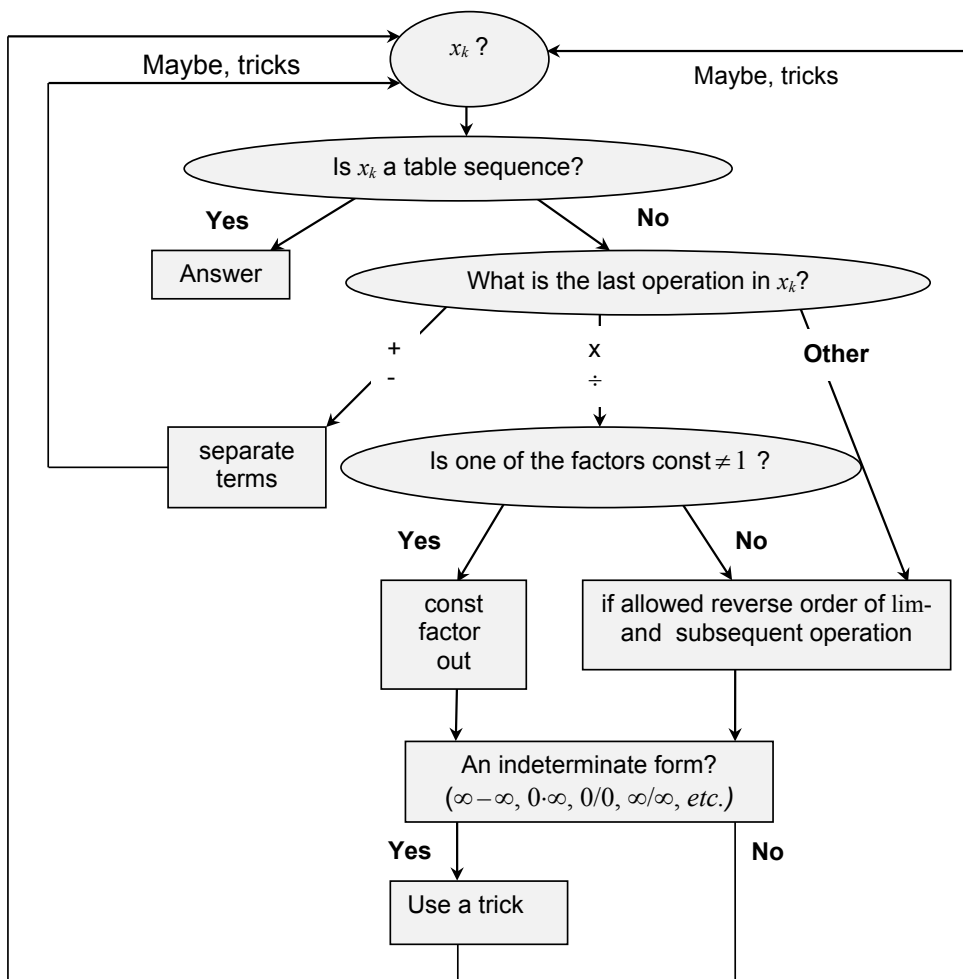 x_k ?
Maybe, tricks
Maybe, tricks
Is x_k a table sequence?
Yes
No
Answer
What is the last operation in x_k?
+
-
x
÷
Other
separate
terms
Is one of the factors const ≠ 1 ?
Yes
No
const
factor
out
if allowed reverse order of lim-
and subsequent operation
An indeterminate form?
(∞ – ∞, 0·∞, 0/0, ∞/∞, etc.)
Yes
No
Use a trick